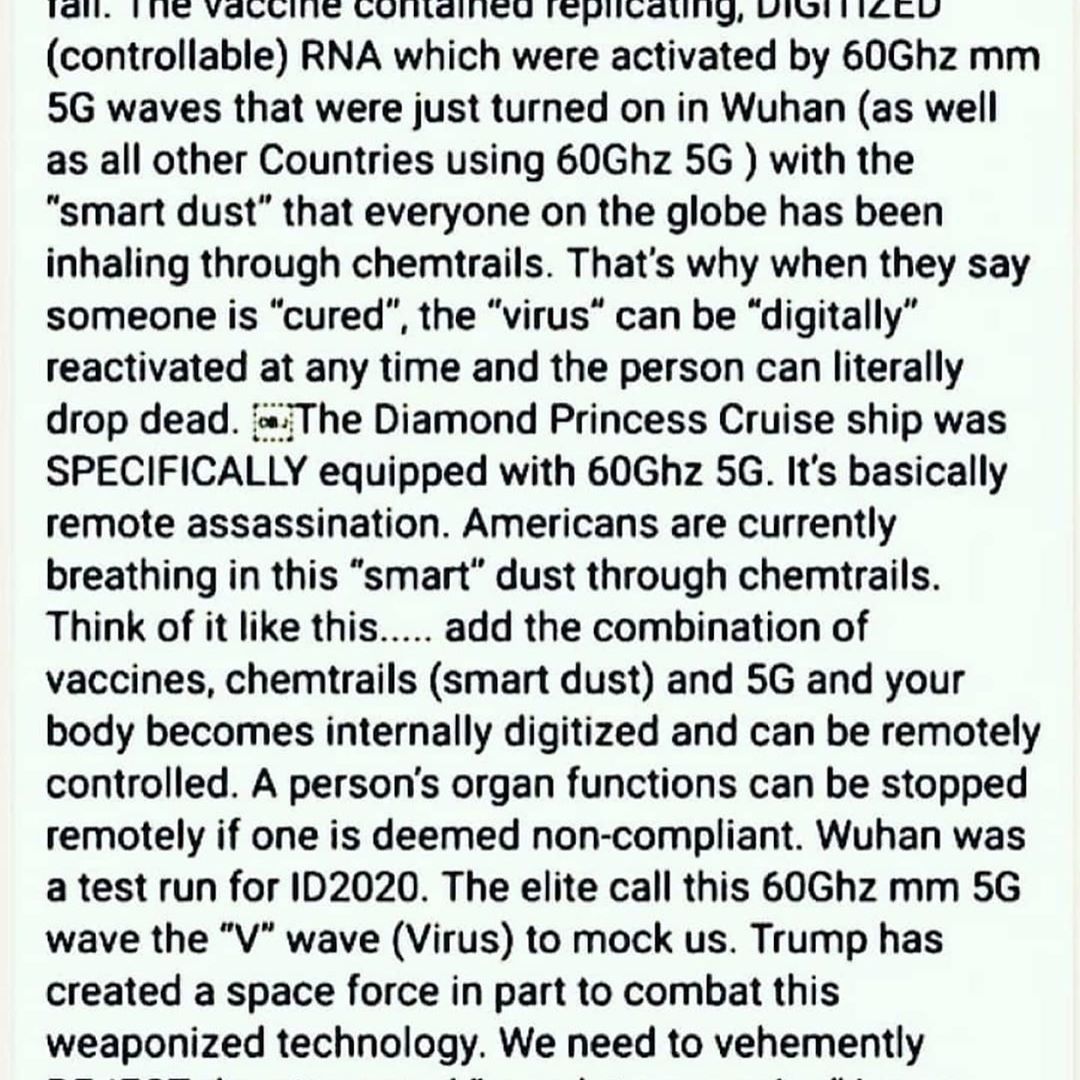 fall. The vaccine contained replicating, DIGITIZED
(controllable) RNA which were activated by 60Ghz mm
5G waves that were just turned on in Wuhan (as well
as all other Countries using 60Ghz 5G ) with the
"smart dust" that everyone on the globe has been
inhaling through chemtrails. That's why when they say
someone is "cured", the "virus" can be "digitally"
reactivated at any time and the person can literally
drop dead. The Diamond Princess Cruise ship was
SPECIFICALLY equipped with 60Ghz 5G. It's basically
remote assassination. Americans are currently
breathing in this "smart" dust through chemtrails.
Think of it like this..... add the combination of
vaccines, chemtrails (smart dust) and 5G and your
body becomes internally digitized and can be remotely
controlled. A person's organ functions can be stopped
remotely if one is deemed non-compliant. Wuhan was
a test run for ID2020. The elite call this 60Ghz mm 5G
wave the "V" wave (Virus) to mock us. Trump has
created a space force in part to combat this
weaponized technology. We need to vehemently